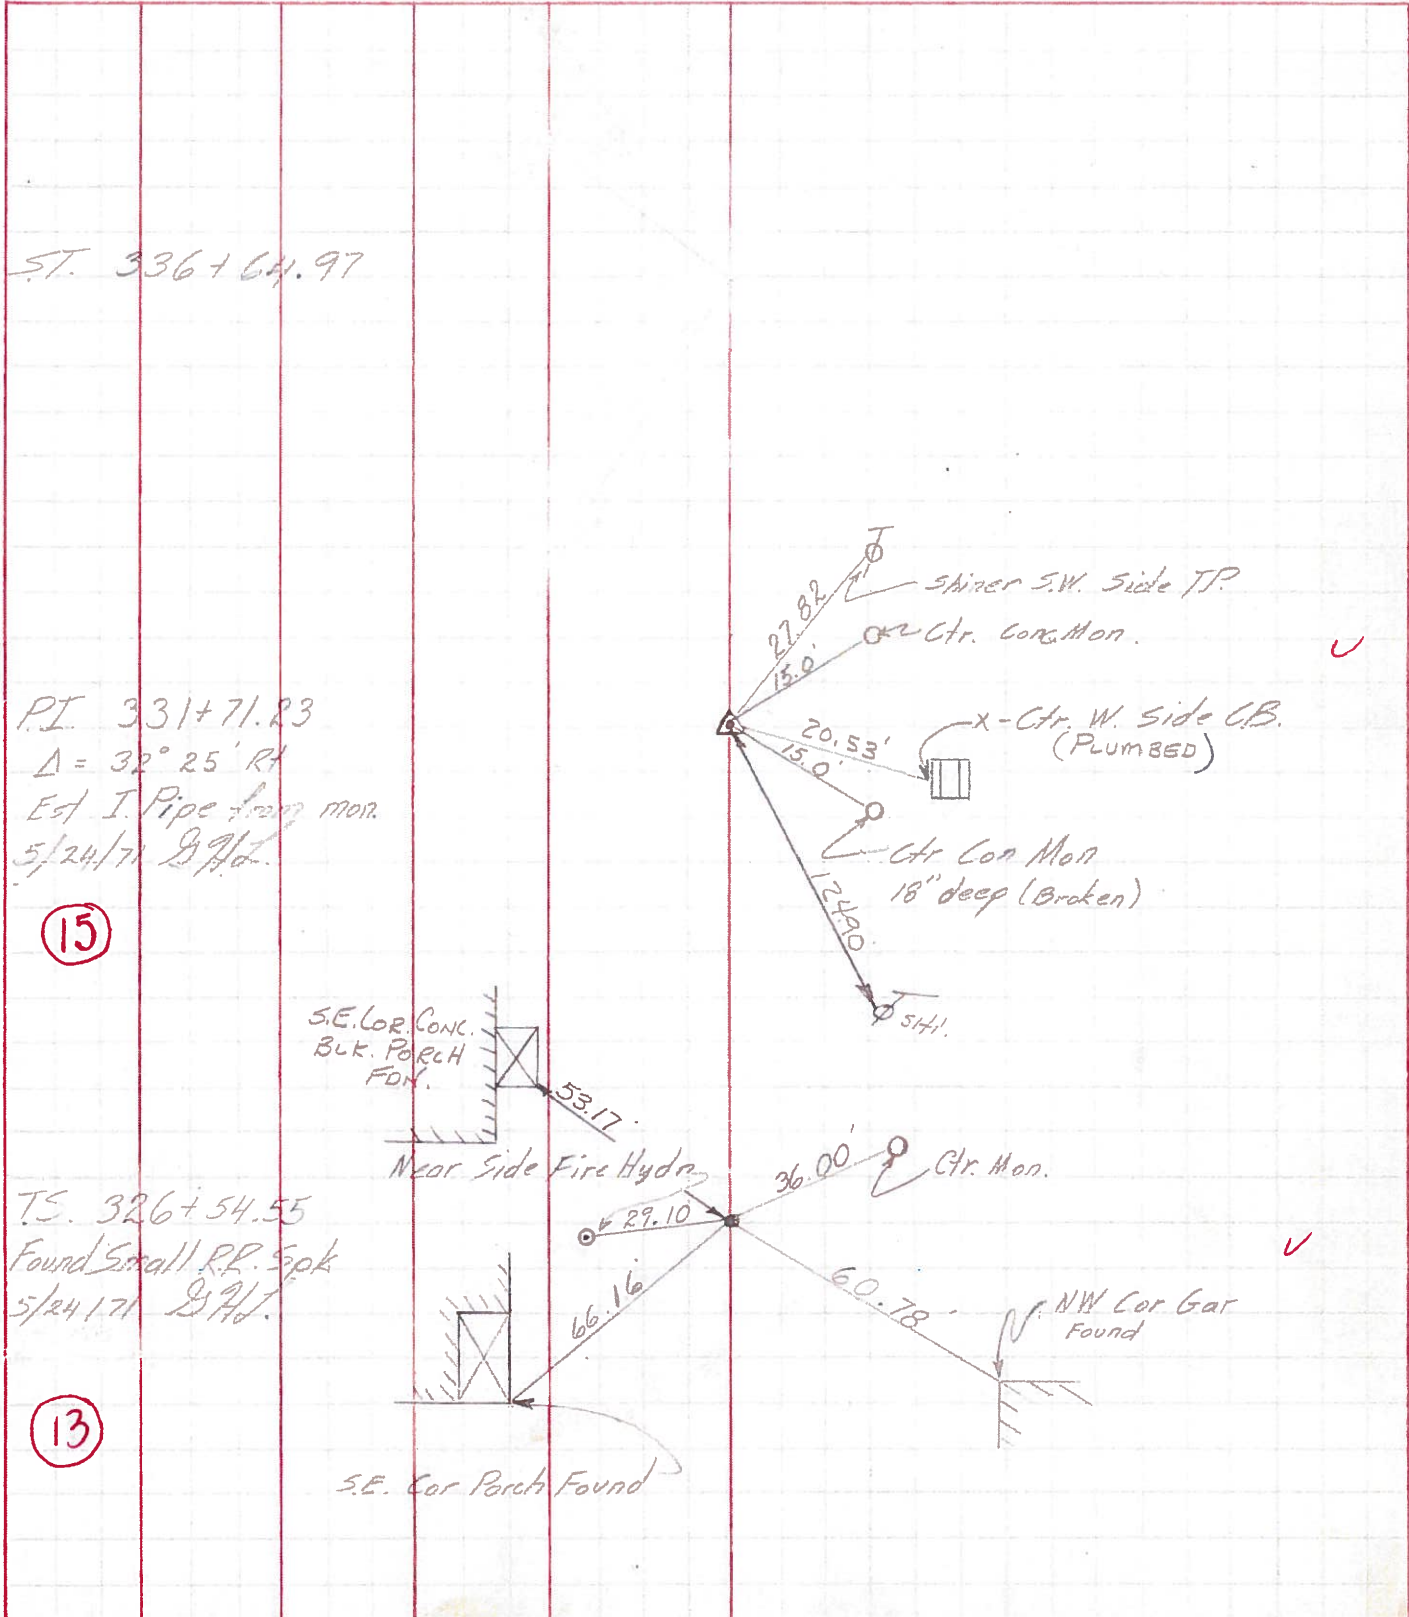 S.T. 336+64.97
27.82
Shiner S.W. Side T.P.
15.0'
Ctr. Conc. Mon.
P.I. 331+71.23
Δ = 32° 25' Rt
Est I. Pipe from mon.
5/24/71
20.53'
X-Ctr. W. Side C.B.
(PLUMBED)
15.0'
Ctr Con Mon
18" deep (Broken)
124.90
15
S.E. COR. CONC.
BLK. PORCH
FDN.
53.17
Near Side Fire Hydr.
36.00'
Ctr. Mon.
T.S. 326+54.55
Found Small R.R. Spk
5/24/71
29.10
66.16
60.78
NW Cor Gar
Found
13
S.E. Cor Porch Found